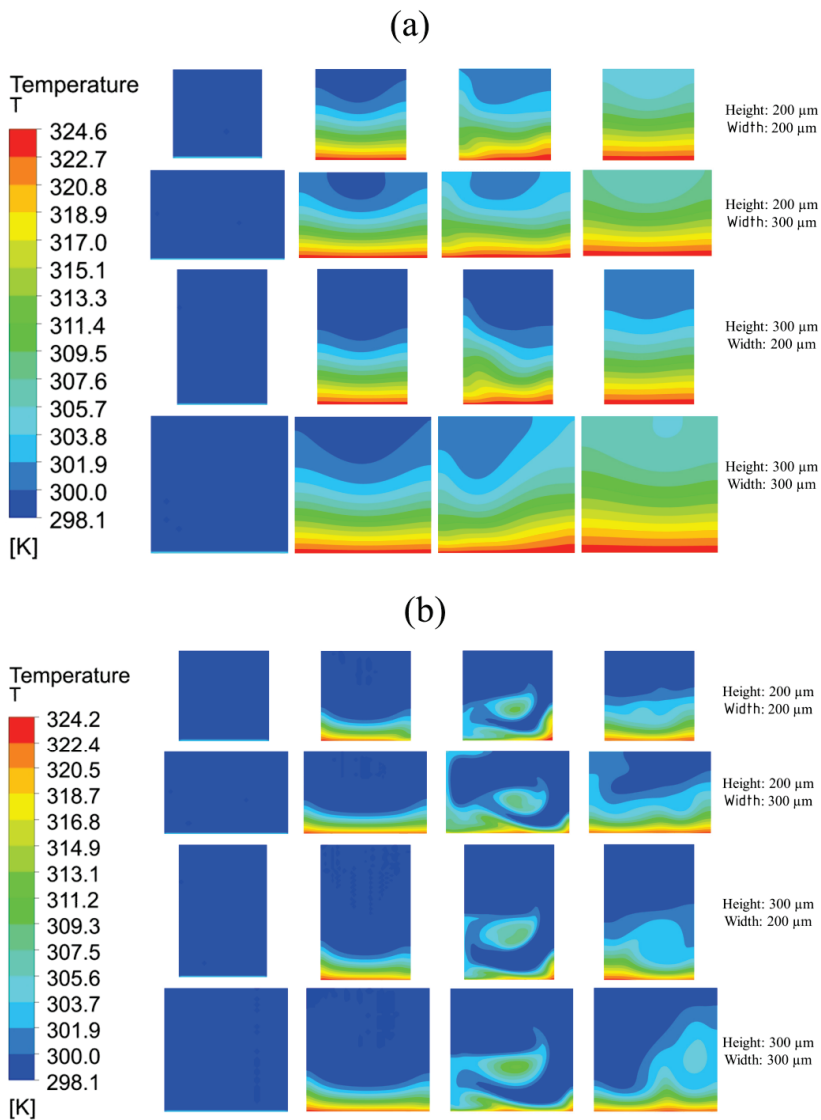 (a)
Temperature
T
324.6
322.7
320.8
318.9
317.0
315.1
313.3
311.4
309.5
307.6
305.7
303.8
301.9
300.0
298.1
[K]
Height: 200 µm
Width: 200 µm
Height: 200 µm
Width: 300 µm
Height: 300 µm
Width: 200 µm
Height: 300 µm
Width: 300 µm
(b)
Temperature
T
324.2
322.4
320.5
318.7
316.8
314.9
313.1
311.2
309.3
307.5
305.6
303.7
301.9
300.0
298.1
[K]
Height: 200 µm
Width: 200 µm
Height: 200 µm
Width: 300 µm
Height: 300 µm
Width: 200 µm
Height: 300 µm
Width: 300 µm